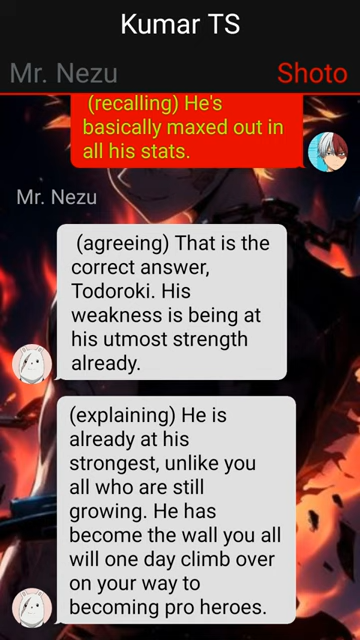 Kumar TS
Mr. Nezu
Shoto
(recalling) He's
basically maxed out in
all his stats.
Mr. Nezu
(agreeing) That is the
correct answer,
Todoroki. His
weakness is being at
his utmost strength
already.
(explaining) He is
already at his
strongest, unlike you
all who are still
growing. He has
become the wall you all
will one day climb over
on your way to
becoming pro heroes.